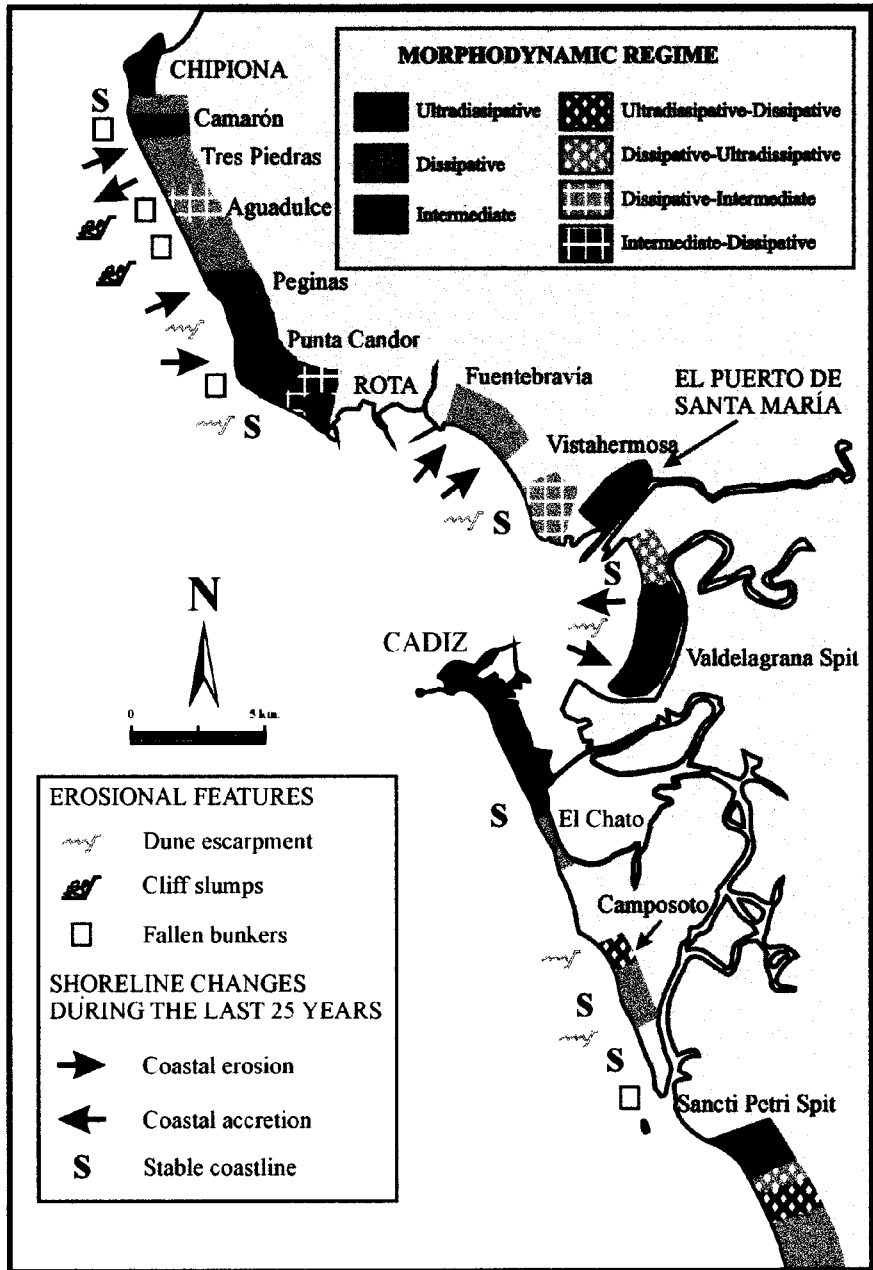 CHIPIONA
S
Camarón
Tres Piedras
Aguadulce
Peginas
Punta Candor
ROTA
S
Fuentebravía
EL PUERTO DE
SANTA MARÍA
Vistahermosa
S
S
Valdelagrana Spit
CADIZ
S
El Chato
Camposoto
S
S
Sancti Petri Spit
MORPHODYNAMIC REGIME
Ultradissipative
Dissipative
Intermediate
Ultradissipative-Dissipative
Dissipative-Ultradissipative
Dissipative-Intermediate
Intermediate-Dissipative
N
0 5 km.
EROSIONAL FEATURES
Dune escarpment
Cliff slumps
Fallen bunkers
SHORELINE CHANGES
DURING THE LAST 25 YEARS
Coastal erosion
Coastal accretion
S Stable coastline